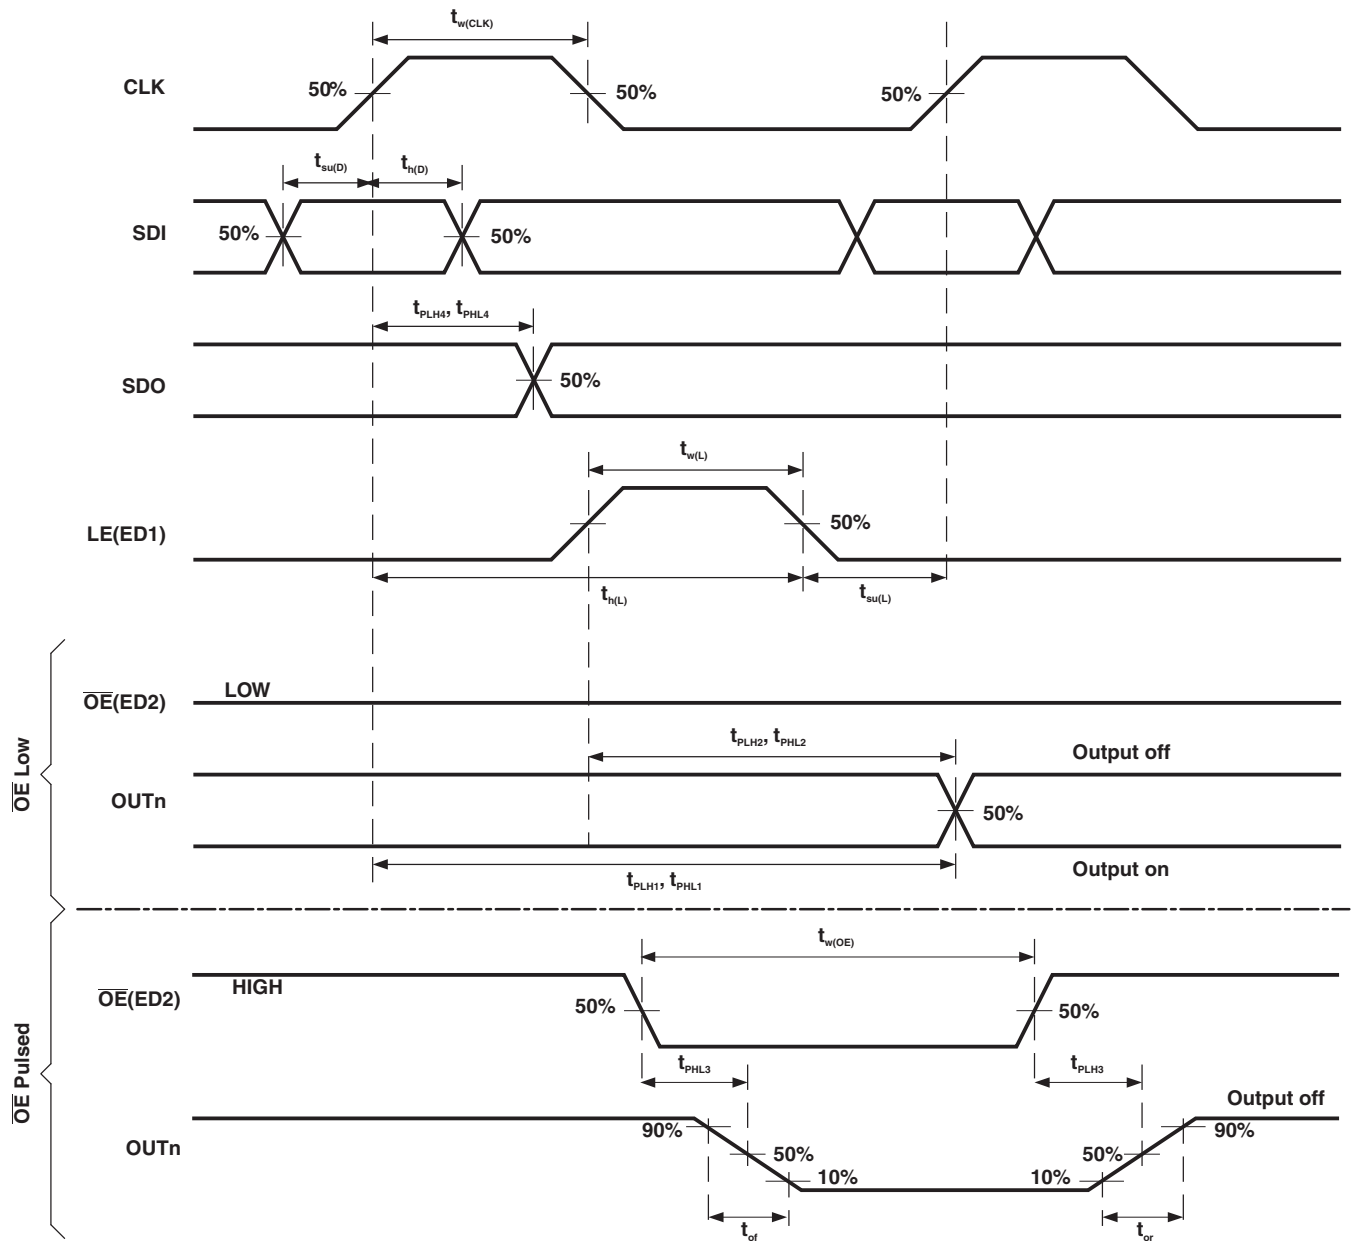 tw(CLK)
CLK
50%
50%
50%
tsu(D)
th(D)
SDI
50%
50%
tPLH4, tPHL4
SDO
50%
tw(L)
LE(ED1)
50%
th(L)
tsu(L)
OE Low
OE(ED2)
LOW
tPLH2, tPHL2
Output off
OUTn
50%
tPLH1, tPHL1
Output on
OE Pulsed
tw(OE)
OE(ED2)
HIGH
50%
50%
tPHL3
tPLH3
Output off
OUTn
90%
50%
10%
10%
50%
90%
tof
tor